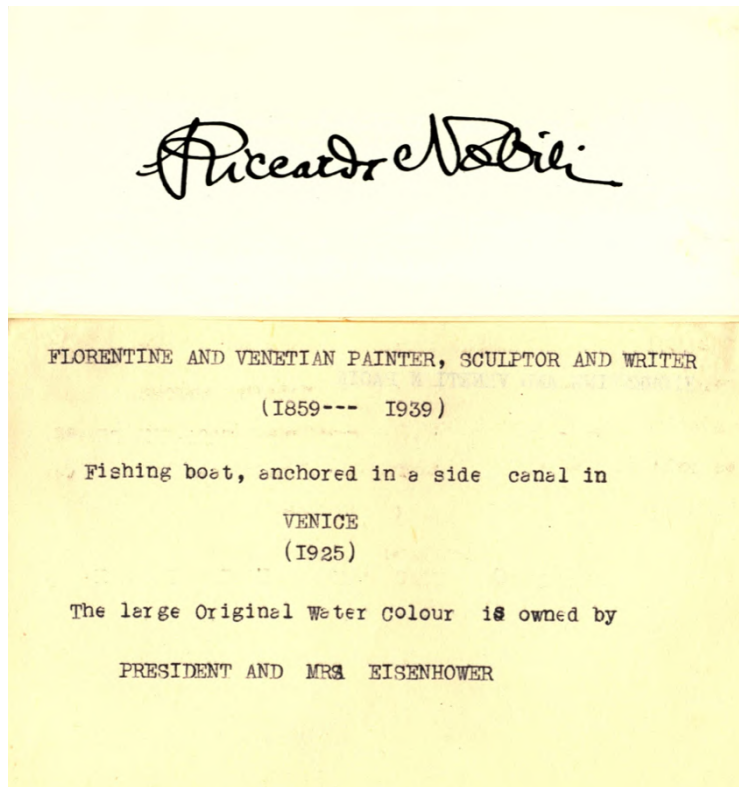 Riccardo Nobili
FLORENTINE AND VENETIAN PAINTER, SCULPTOR AND WRITER
(I859--- I939)
Fishing boat, anchored in a side canal in
VENICE
(I925)
The large Original Water Colour is owned by
PRESIDENT AND MRS EISENHOWER